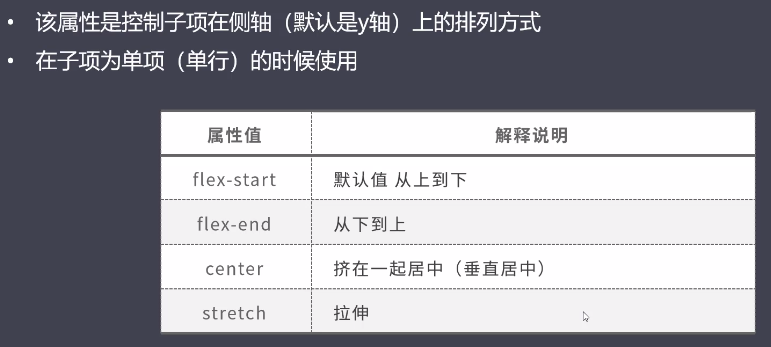 • 该属性是控制子项在侧轴（默认是y轴）上的排列方式
• 在子项为单项（单行）的时候使用
属性值 解释说明
flex-start 默认值 从上到下
flex-end 从下到上
center 挤在一起居中（垂直居中）
stretch 拉伸